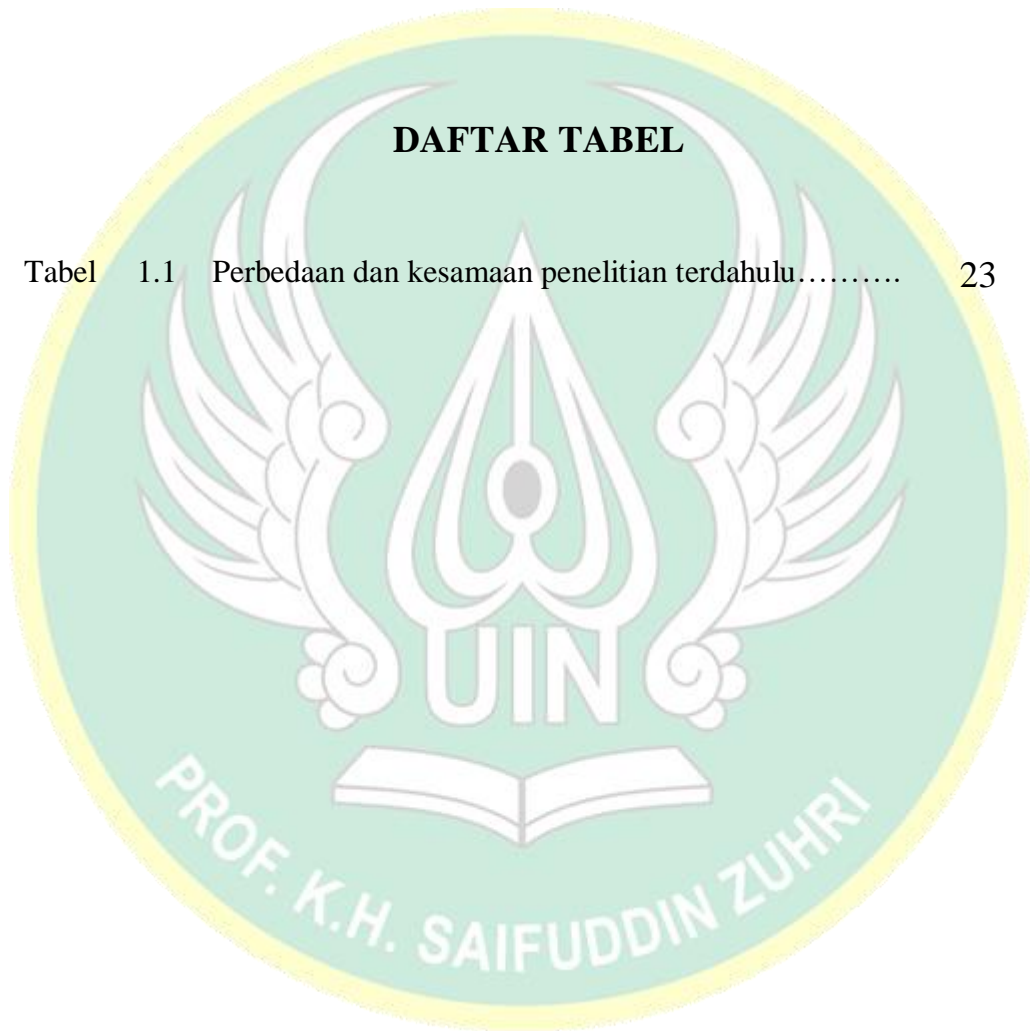 DAFTAR TABEL
Tabel 1.1 Perbedaan dan kesamaan penelitian terdahulu………. 23
UIN
PROF. K.H. SAIFUDDIN ZUHRI